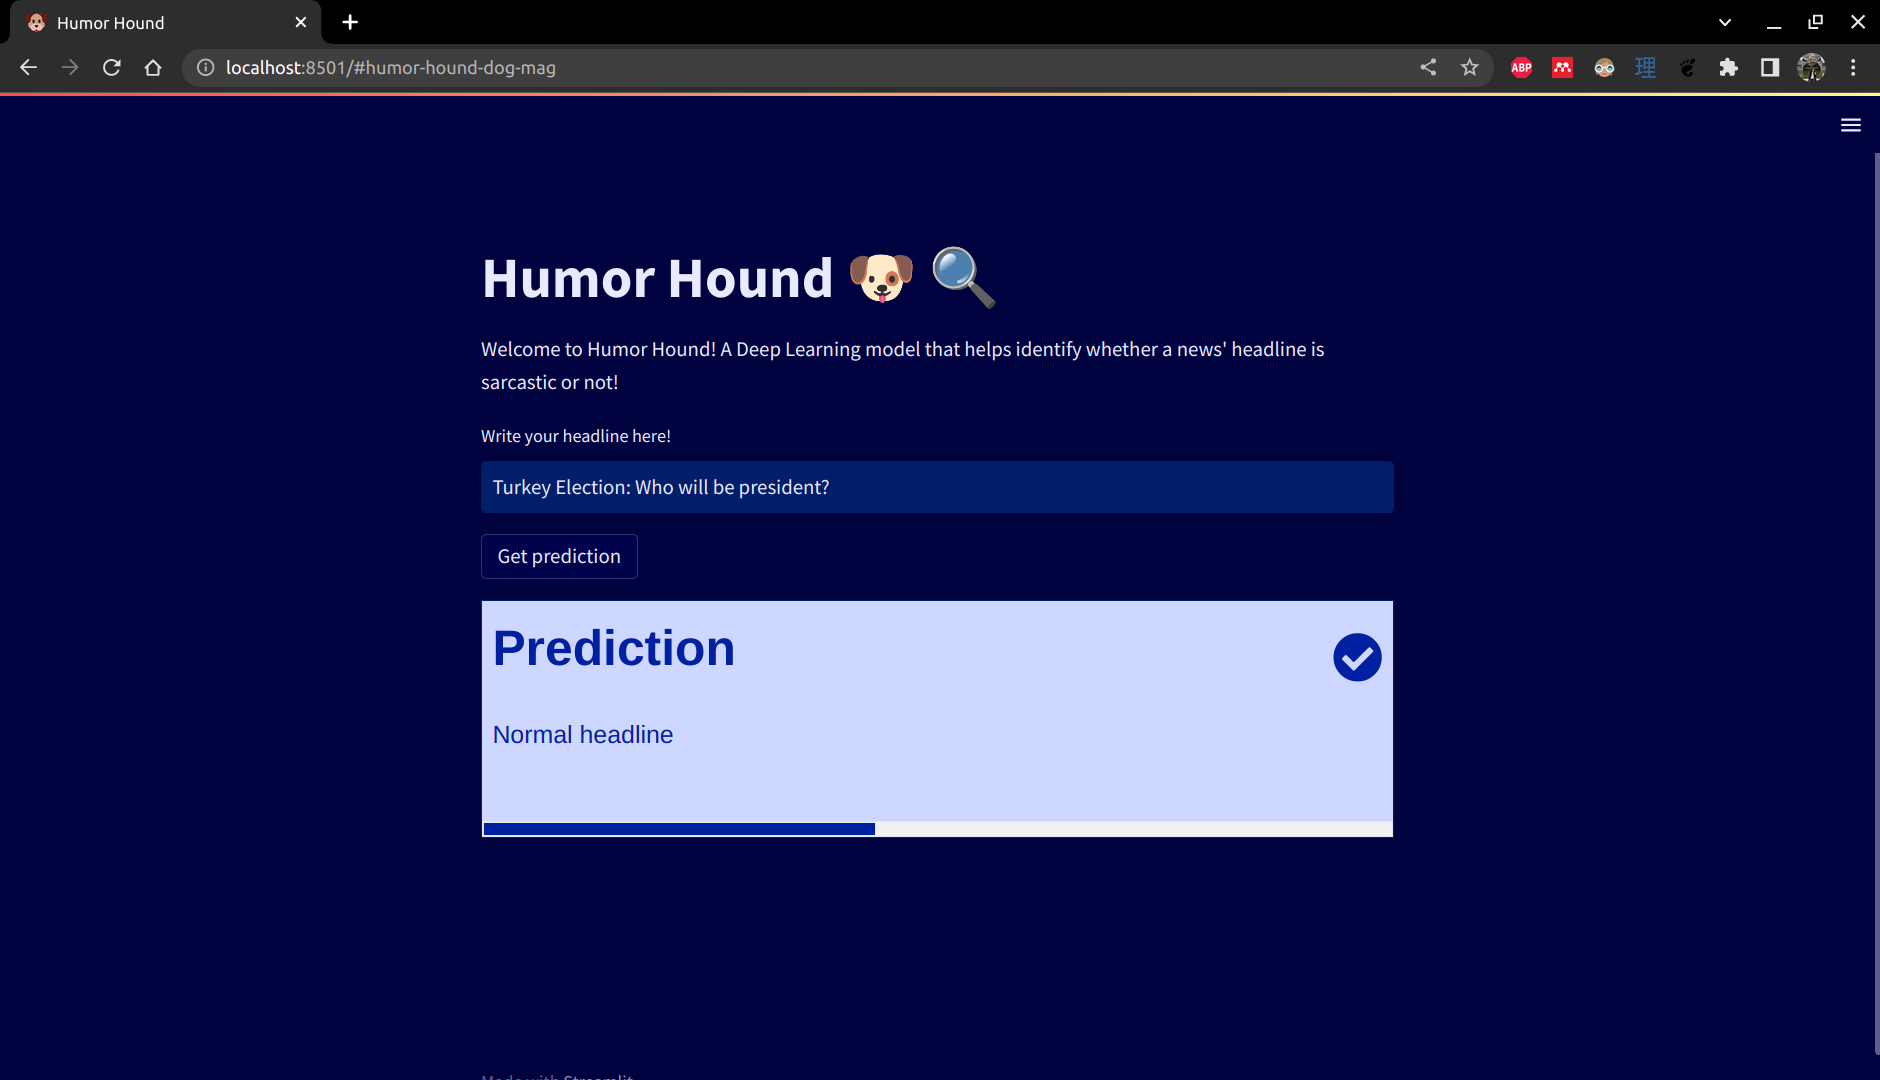 Humor Hound
localhost:8501/#humor-hound-dog-mag
ABP
理
Humor Hound
Welcome to Humor Hound! A Deep Learning model that helps identify whether a news' headline is
sarcastic or not!
Write your headline here!
Turkey Election: Who will be president?
Get prediction
Prediction
Normal headline
Made with Streamlit